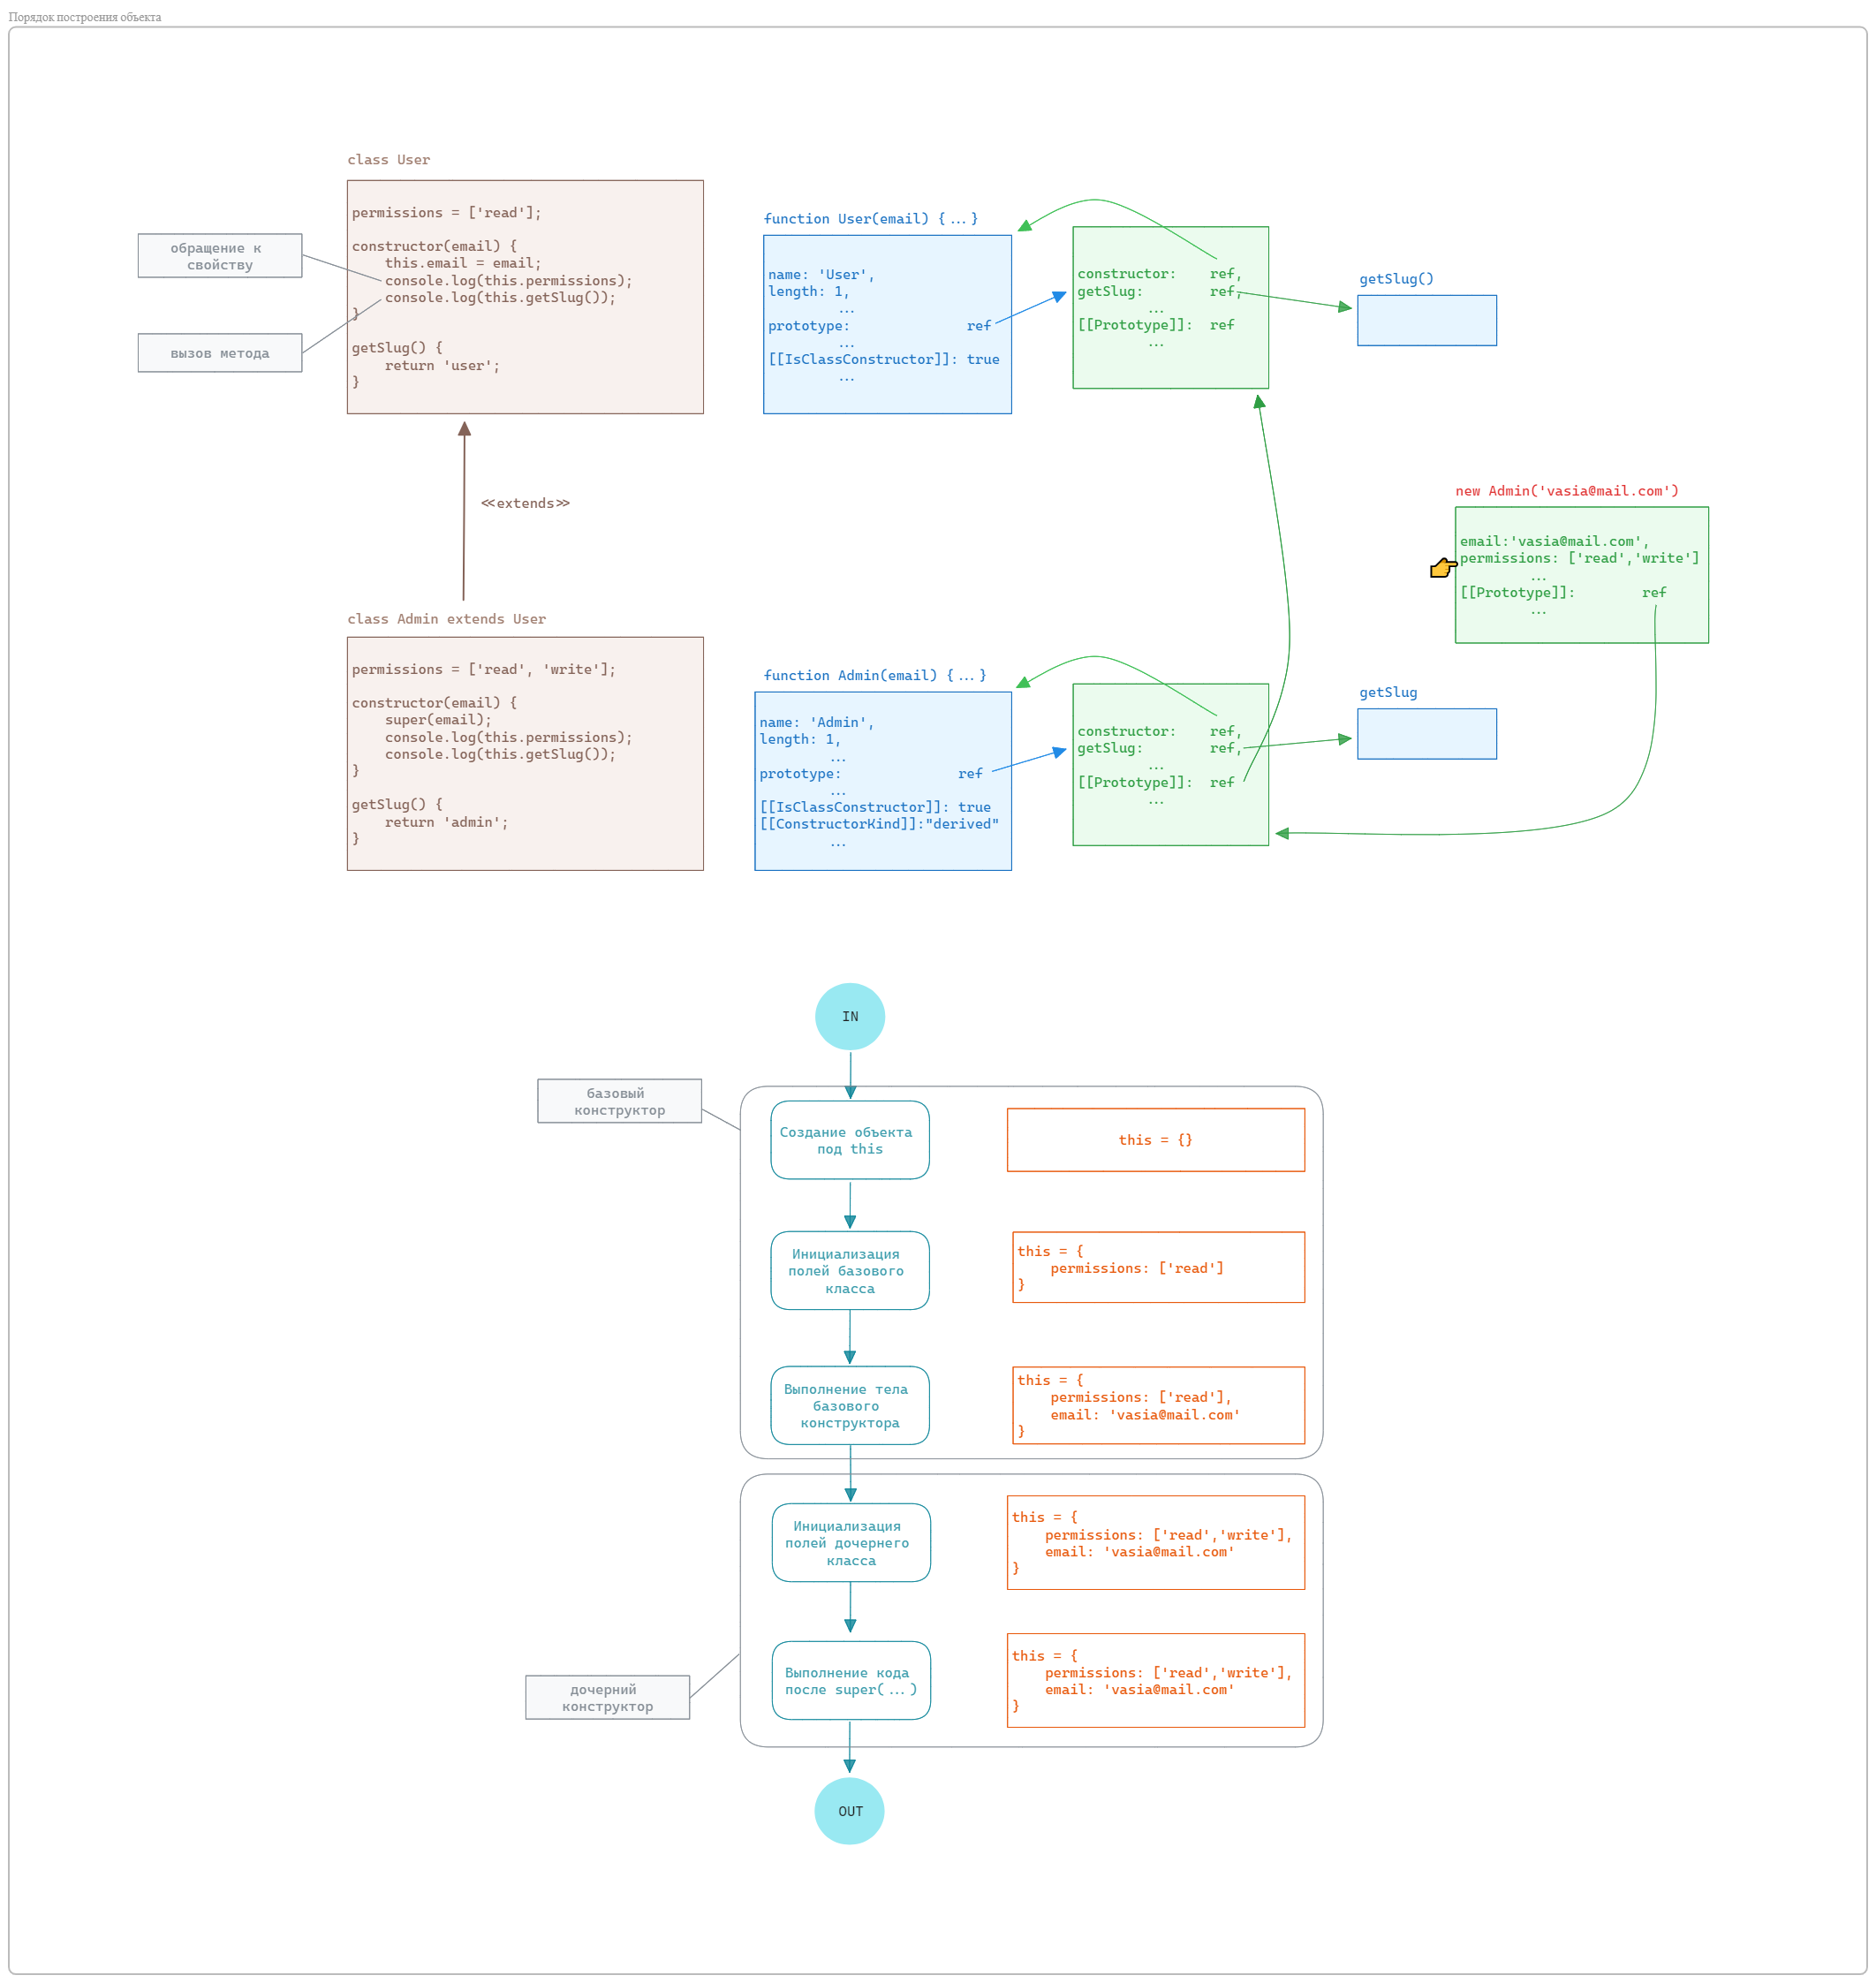 Порядок построения объекта
class User
permissions = ['read'];
constructor(email) {
this.email = email;
console.log(this.permissions);
console.log(this.getSlug());
}
getSlug() {
return 'user';
}
обращение к
свойству
вызов метода
function User(email) {...}
name: 'User',
length: 1,
...
prototype: ref
...
[[IsClassConstructor]]: true
...
constructor: ref,
getSlug: ref,
...
[[Prototype]]: ref
...
getSlug()
<<extends>>
new Admin('vasia@mail.com')
email:'vasia@mail.com',
permissions: ['read','write']
...
[[Prototype]]: ref
...
class Admin extends User
permissions = ['read', 'write'];
constructor(email) {
super(email);
console.log(this.permissions);
console.log(this.getSlug());
}
getSlug() {
return 'admin';
}
function Admin(email) {...}
name: 'Admin',
length: 1,
...
prototype: ref
...
[[IsClassConstructor]]: true
[[ConstructorKind]]:"derived"
...
constructor: ref,
getSlug: ref,
...
[[Prototype]]: ref
...
getSlug
IN
базовый
конструктор
Создание объекта
под this
this = {}
Инициализация
полей базового
класса
this = {
permissions: ['read']
}
Выполнение тела
базового
конструктора
this = {
permissions: ['read'],
email: 'vasia@mail.com'
}
Инициализация
полей дочернего
класса
this = {
permissions: ['read','write'],
email: 'vasia@mail.com'
}
дочерний
конструктор
Выполнение кода
после super(...)
this = {
permissions: ['read','write'],
email: 'vasia@mail.com'
}
OUT